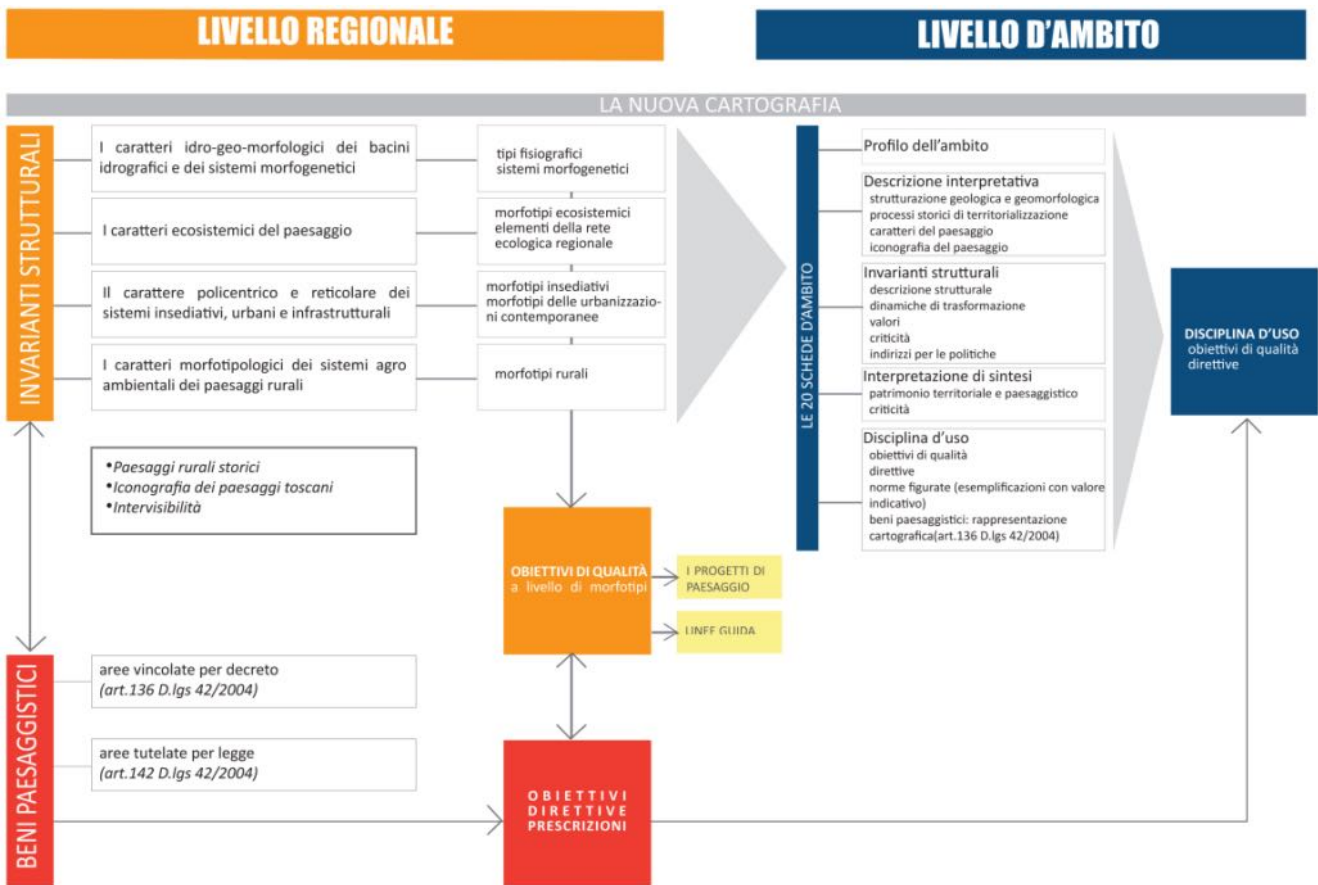 LIVELLO REGIONALE
LIVELLO D'AMBITO
LA NUOVA CARTOGRAFIA
INVARIANTI STRUTTURALI
I caratteri idro-geo-morfologici dei bacini
idrografici e dei sistemi morfogenetici
tipi fisiografici
sistemi morfogenetici
I caratteri ecosistemici del paesaggio
morfotipi ecosistemici
elementi della rete
ecologica regionale
Il carattere policentrico e reticolare dei
sistemi insediativi, urbani e infrastrutturali
morfotipi insediativi
morfotipi delle urbanizzazio-
ni contemporanee
I caratteri morfotipologici dei sistemi agro
ambientali dei paesaggi rurali
morfotipi rurali
•Paesaggi rurali storici
•Iconografia dei paesaggi toscani
•Intervisibilità
OBIETTIVI DI QUALITÀ
a livello di morfotipi
I PROGETTI DI
PAESAGGIO
LINEE GUIDA
BENI PAESAGGISTICI
aree vincolate per decreto
(art.136 D.lgs 42/2004)
aree tutelate per legge
(art.142 D.lgs 42/2004)
OBIETTIVI
DIRETTIVE
PRESCRIZIONI
LE 20 SCHEDE D'AMBITO
Profilo dell'ambito
Descrizione interpretativa
strutturazione geologica e geomorfologica
processi storici di territorializzazione
caratteri del paesaggio
iconografia del paesaggio
Invarianti strutturali
descrizione strutturale
dinamiche di trasformazione
valori
criticità
indirizzi per le politiche
Interpretazione di sintesi
patrimonio territoriale e paesaggistico
criticità
Disciplina d'uso
obiettivi di qualità
direttive
norme figurate (esemplificazioni con valore
indicativo)
beni paesaggistici: rappresentazione
cartografica(art.136 D.lgs 42/2004)
DISCIPLINA D'USO
obiettivi di qualità
direttive